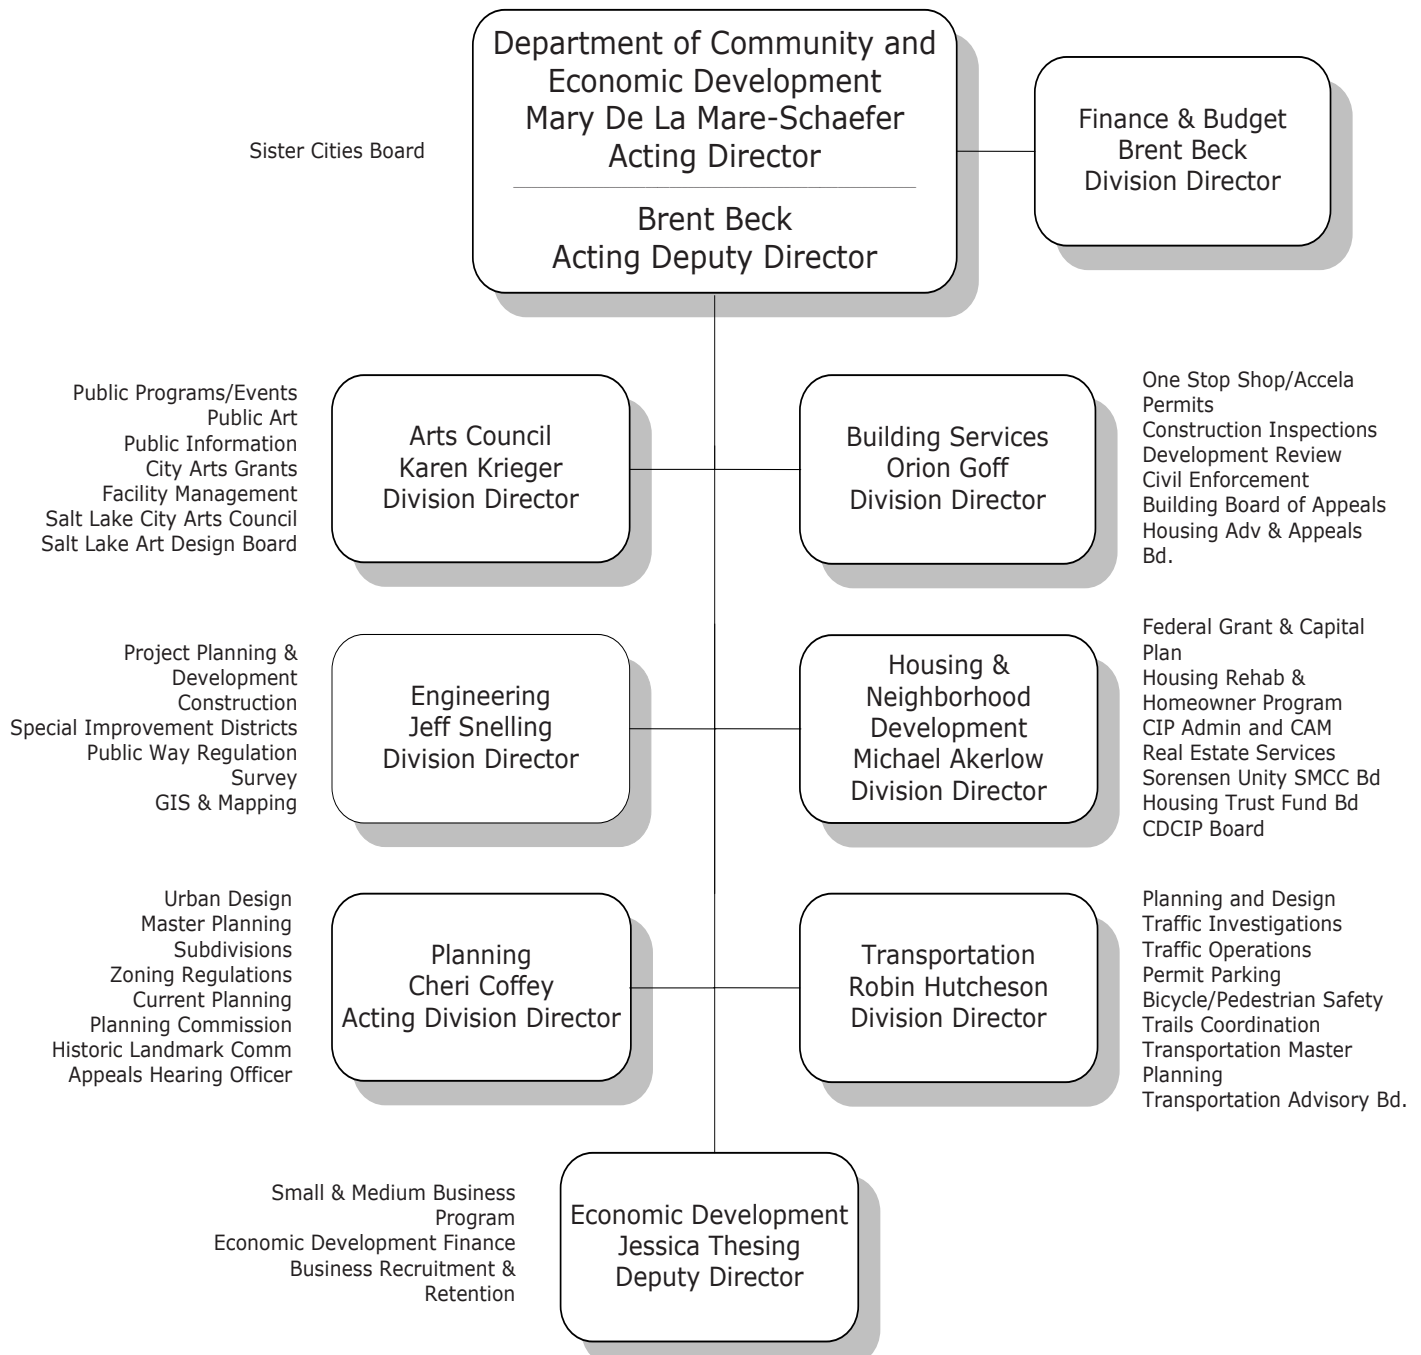 Department of Community and
Economic Development
Mary De La Mare-Schaefer
Acting Director
Brent Beck
Acting Deputy Director
Sister Cities Board
Finance & Budget
Brent Beck
Division Director
Public Programs/Events
Public Art
Public Information
City Arts Grants
Facility Management
Salt Lake City Arts Council
Salt Lake Art Design Board
Arts Council
Karen Krieger
Division Director
Building Services
Orion Goff
Division Director
One Stop Shop/Accela
Permits
Construction Inspections
Development Review
Civil Enforcement
Building Board of Appeals
Housing Adv & Appeals
Bd.
Project Planning &
Development
Construction
Special Improvement Districts
Public Way Regulation
Survey
GIS & Mapping
Engineering
Jeff Snelling
Division Director
Housing &
Neighborhood
Development
Michael Akerlow
Division Director
Federal Grant & Capital
Plan
Housing Rehab &
Homeowner Program
CIP Admin and CAM
Real Estate Services
Sorensen Unity SMCC Bd
Housing Trust Fund Bd
CDCIP Board
Urban Design
Master Planning
Subdivisions
Zoning Regulations
Current Planning
Planning Commission
Historic Landmark Comm
Appeals Hearing Officer
Planning
Cheri Coffey
Acting Division Director
Transportation
Robin Hutcheson
Division Director
Planning and Design
Traffic Investigations
Traffic Operations
Permit Parking
Bicycle/Pedestrian Safety
Trails Coordination
Transportation Master
Planning
Transportation Advisory Bd.
Small & Medium Business
Program
Economic Development Finance
Business Recruitment &
Retention
Economic Development
Jessica Thesing
Deputy Director